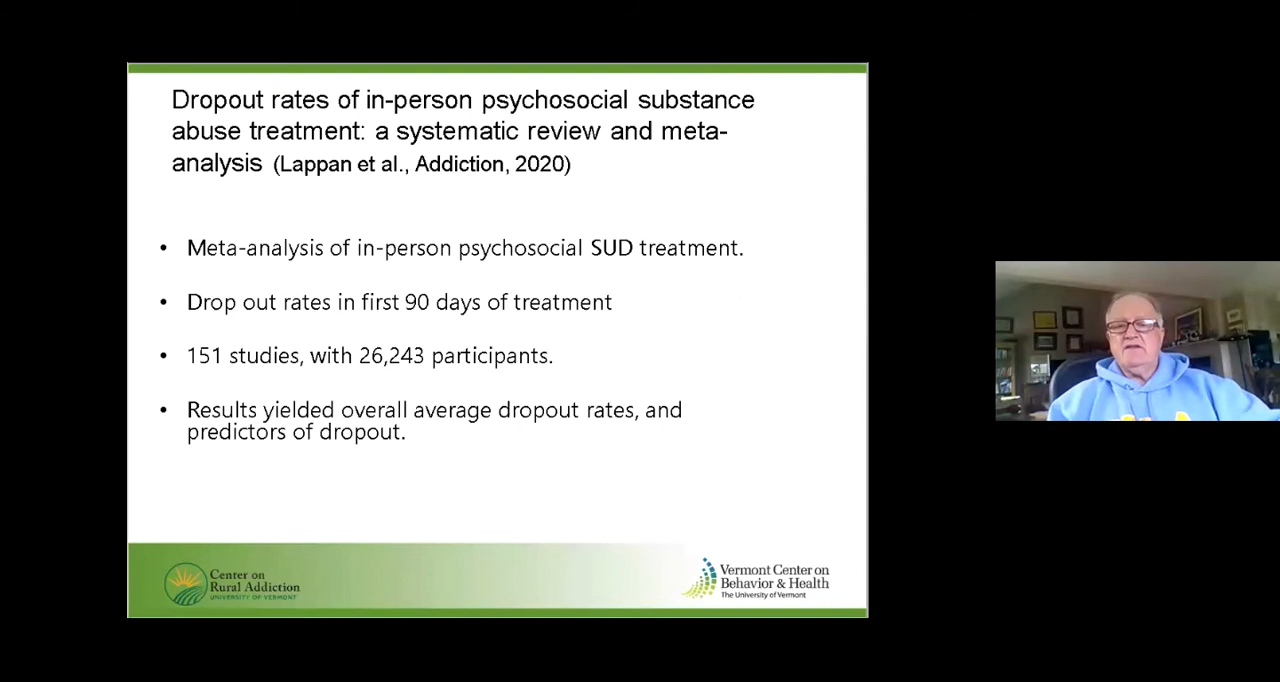 Dropout rates of in-person psychosocial substance
abuse treatment: a systematic review and meta-
analysis (Lappan et al., Addiction, 2020)
• Meta-analysis of in-person psychosocial SUD treatment.
• Drop out rates in first 90 days of treatment
• 151 studies, with 26,243 participants.
• Results yielded overall average dropout rates, and
predictors of dropout.
Center on
Rural Addiction
UNIVERSITY OF VERMONT
Vermont Center on
Behavior & Health
The University of Vermont